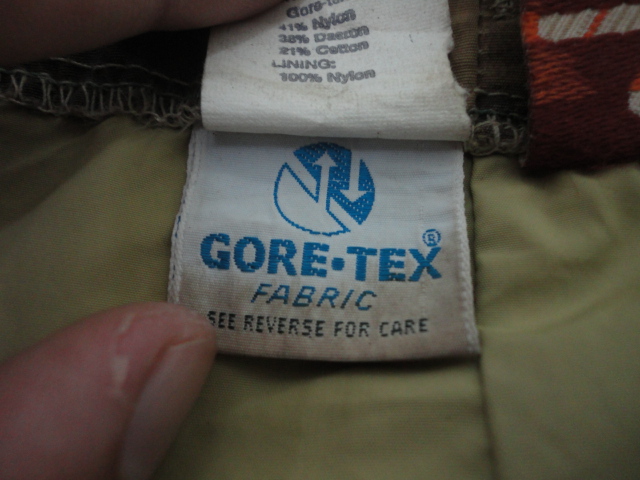 41% Nylon
38% Dacron
21% Cotton
LINING:
100% Nylon
GORE-TEX®
FABRIC
SEE REVERSE FOR CARE